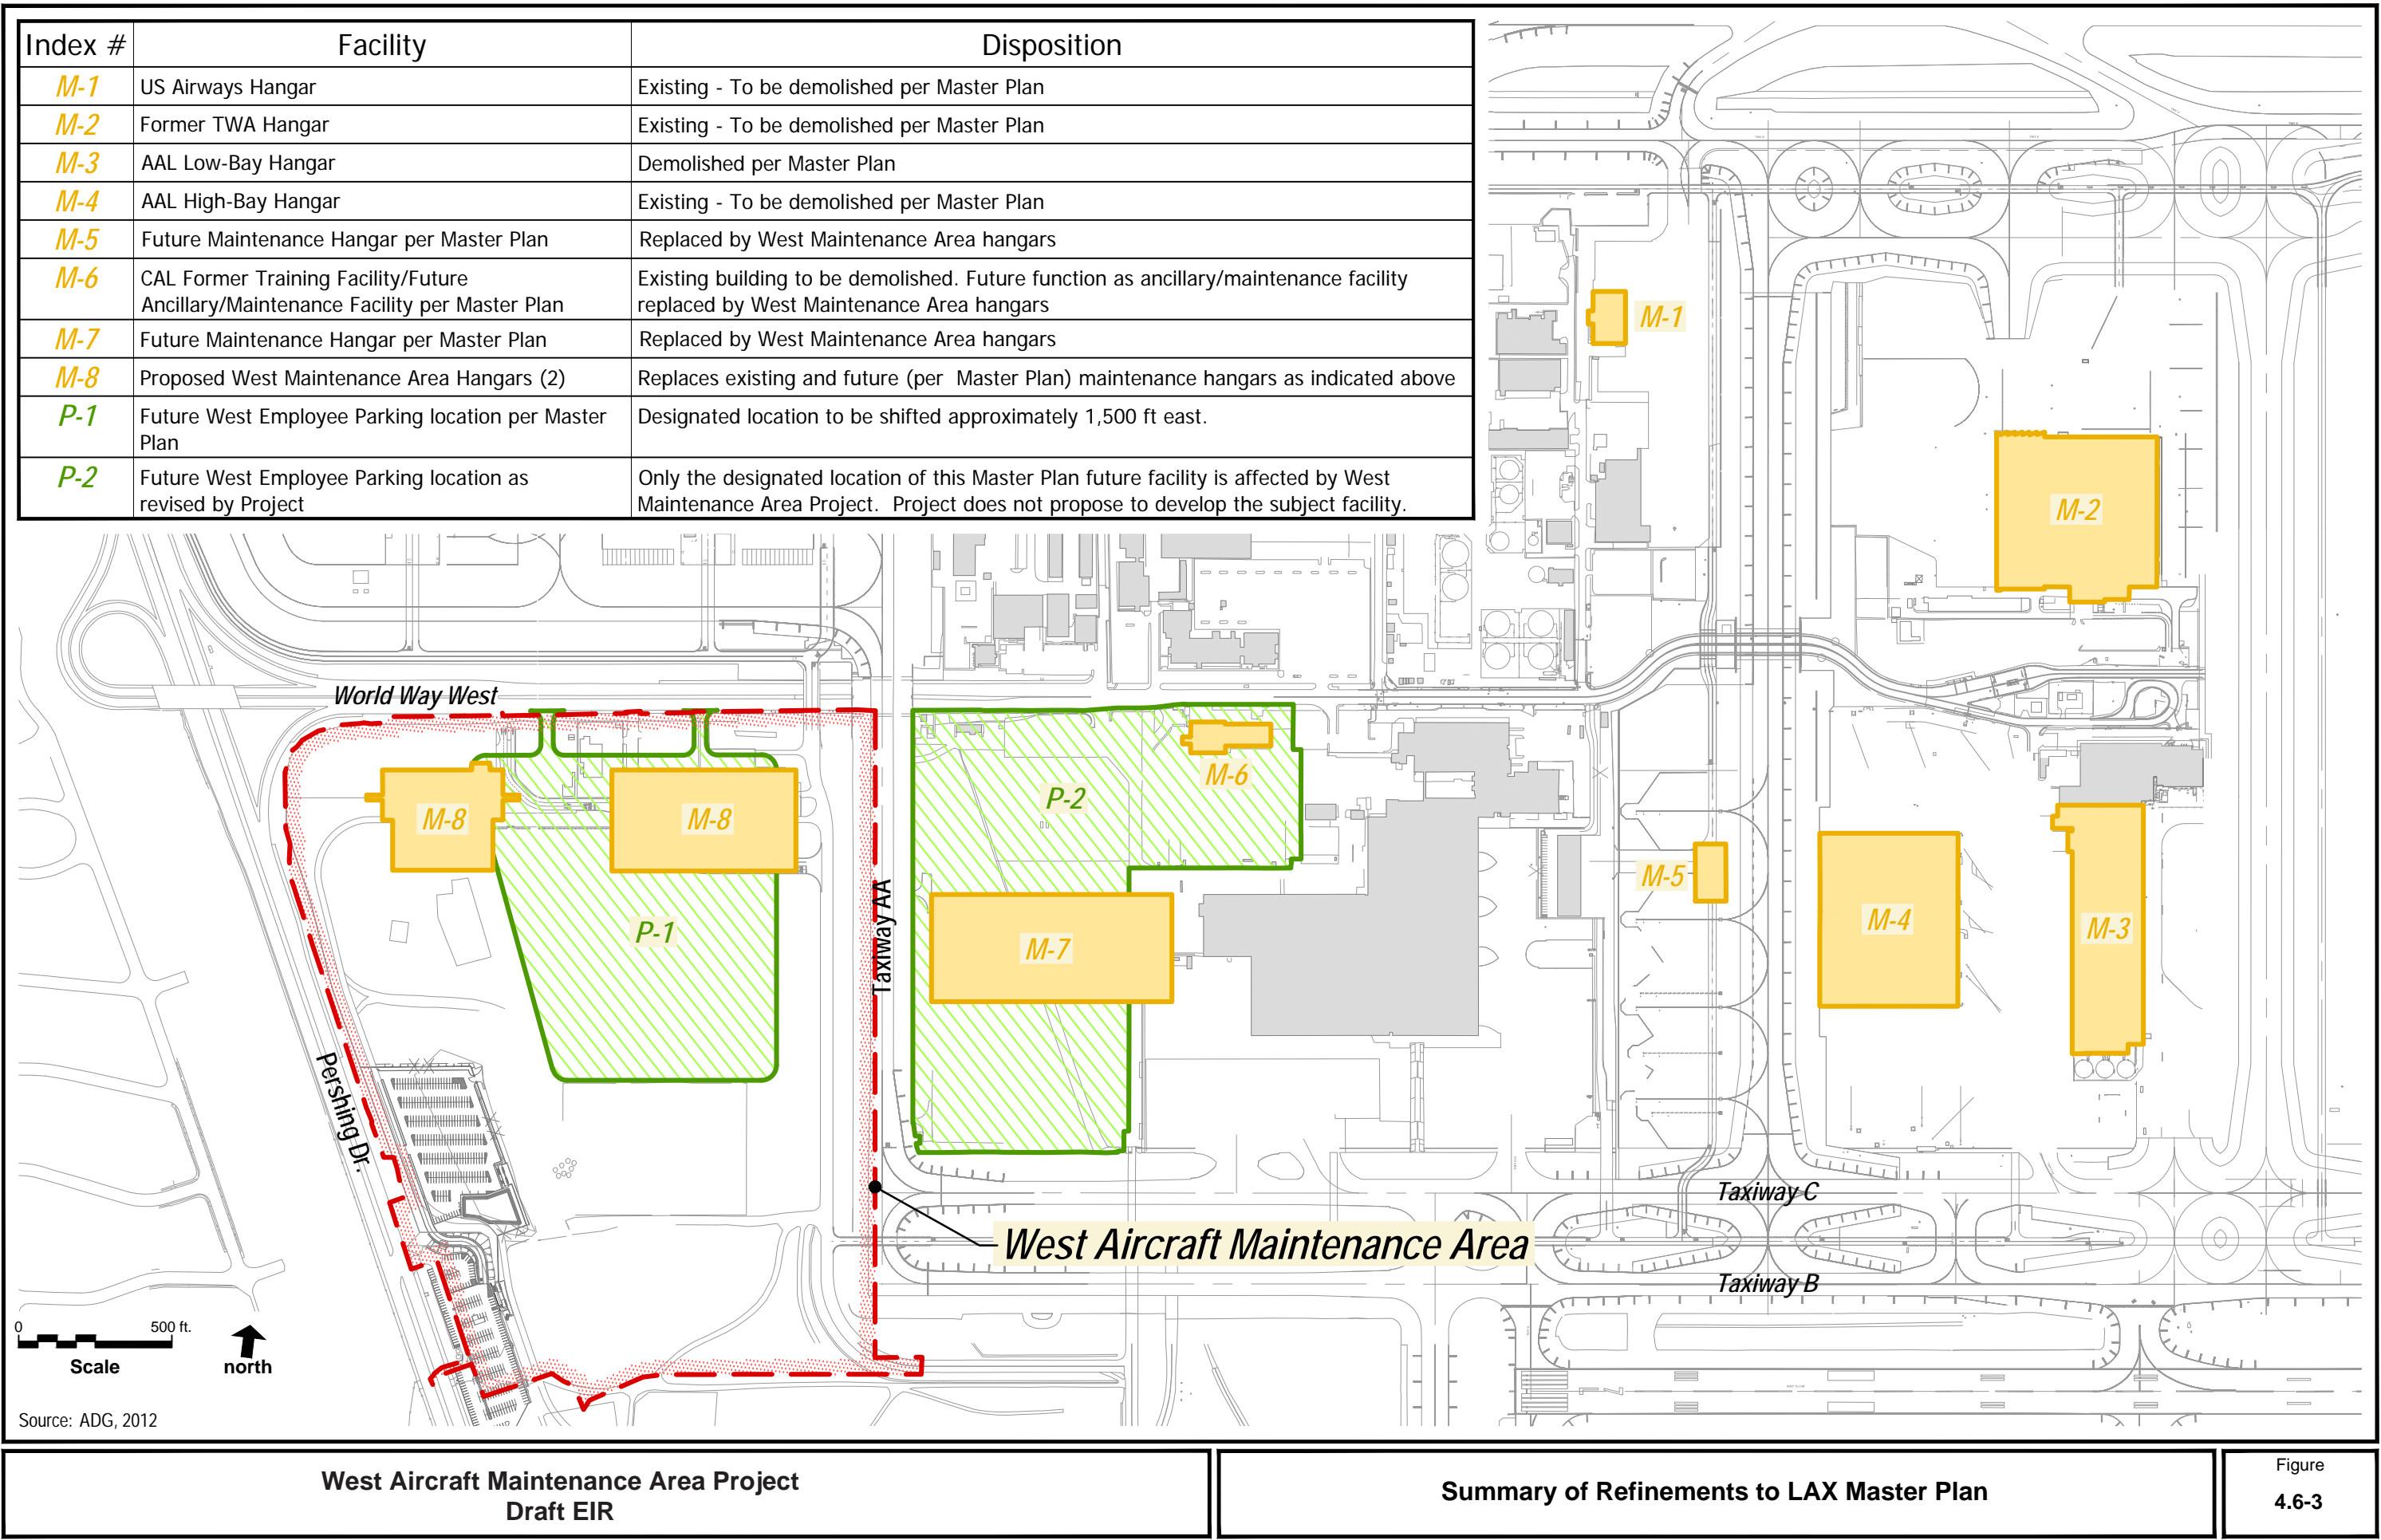 Index # Facility Disposition
M-1 US Airways Hangar Existing - To be demolished per Master Plan
M-2 Former TWA Hangar Existing - To be demolished per Master Plan
M-3 AAL Low-Bay Hangar Demolished per Master Plan
M-4 AAL High-Bay Hangar Existing - To be demolished per Master Plan
M-5 Future Maintenance Hangar per Master Plan Replaced by West Maintenance Area hangars
M-6 CAL Former Training Facility/Future Existing building to be demolished. Future function as ancillary/maintenance facility
Ancillary/Maintenance Facility per Master Plan replaced by West Maintenance Area hangars
M-7 Future Maintenance Hangar per Master Plan Replaced by West Maintenance Area hangars
M-8 Proposed West Maintenance Area Hangars (2) Replaces existing and future (per Master Plan) maintenance hangars as indicated above
P-1 Future West Employee Parking location per Master Designated location to be shifted approximately 1,500 ft east.
Plan
P-2 Future West Employee Parking location as Only the designated location of this Master Plan future facility is affected by West
revised by Project Maintenance Area Project. Project does not propose to develop the subject facility.
M-1
M-2
World Way West
M-6
P-2
M-8
M-8
M-5
M-4
M-3
P-1
M-7
Taxiway AA
Pershing Dr.
Taxiway C
West Aircraft Maintenance Area
Taxiway B
0 500 ft.
Scale
north
Source: ADG, 2012
West Aircraft Maintenance Area Project
Draft EIR
Summary of Refinements to LAX Master Plan
Figure
4.6-3